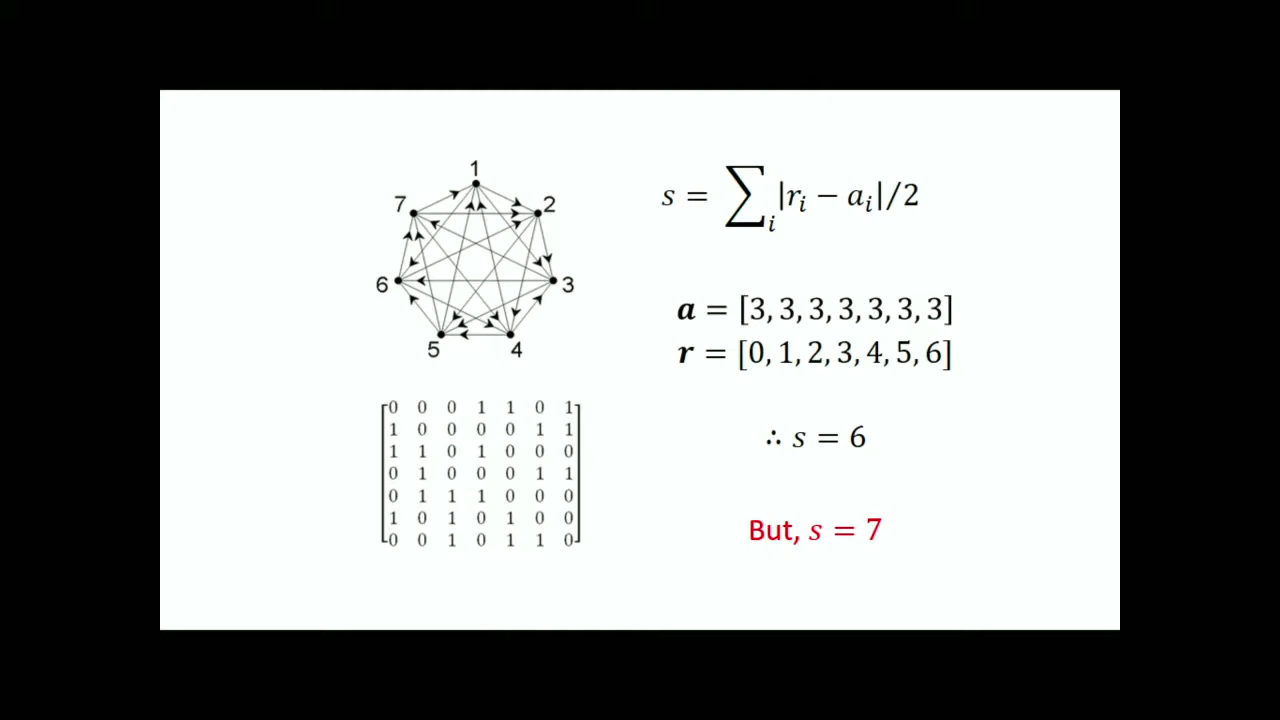 1
7
2
6
3
5
4
s = ∑ᵢ |rᵢ − aᵢ|/2
a = [3, 3, 3, 3, 3, 3, 3]
r = [0, 1, 2, 3, 4, 5, 6]
∴ s = 6
But, s = 7
0 0 0 1 1 0 1
1 0 0 0 0 1 1
1 1 0 1 0 0 0
0 1 0 0 0 1 1
0 1 1 1 0 0 0
1 0 1 0 1 0 0
0 0 1 0 1 1 0